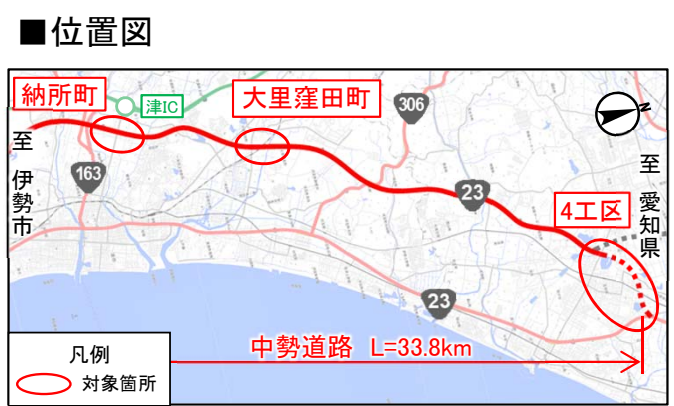 ■位置図
納所町
津IC
大里窪田町
306
N
至 伊勢市
163
23
4工区
至 愛知県
23
中勢道路 L=33.8km
凡例
対象箇所